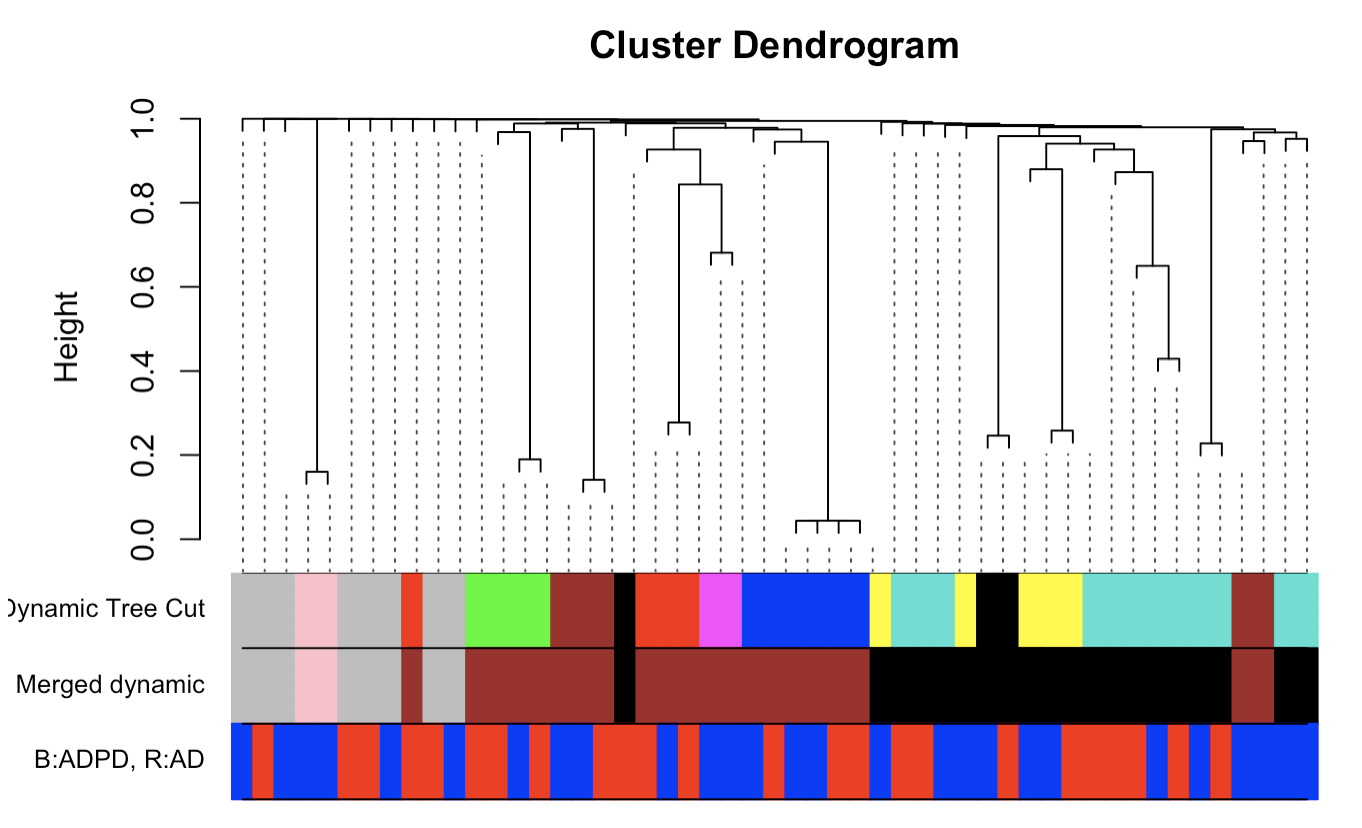 Cluster Dendrogram
Height
1.0
0.8
0.6
0.4
0.2
0.0
Dynamic Tree Cut
Merged dynamic
B:ADPD, R:AD